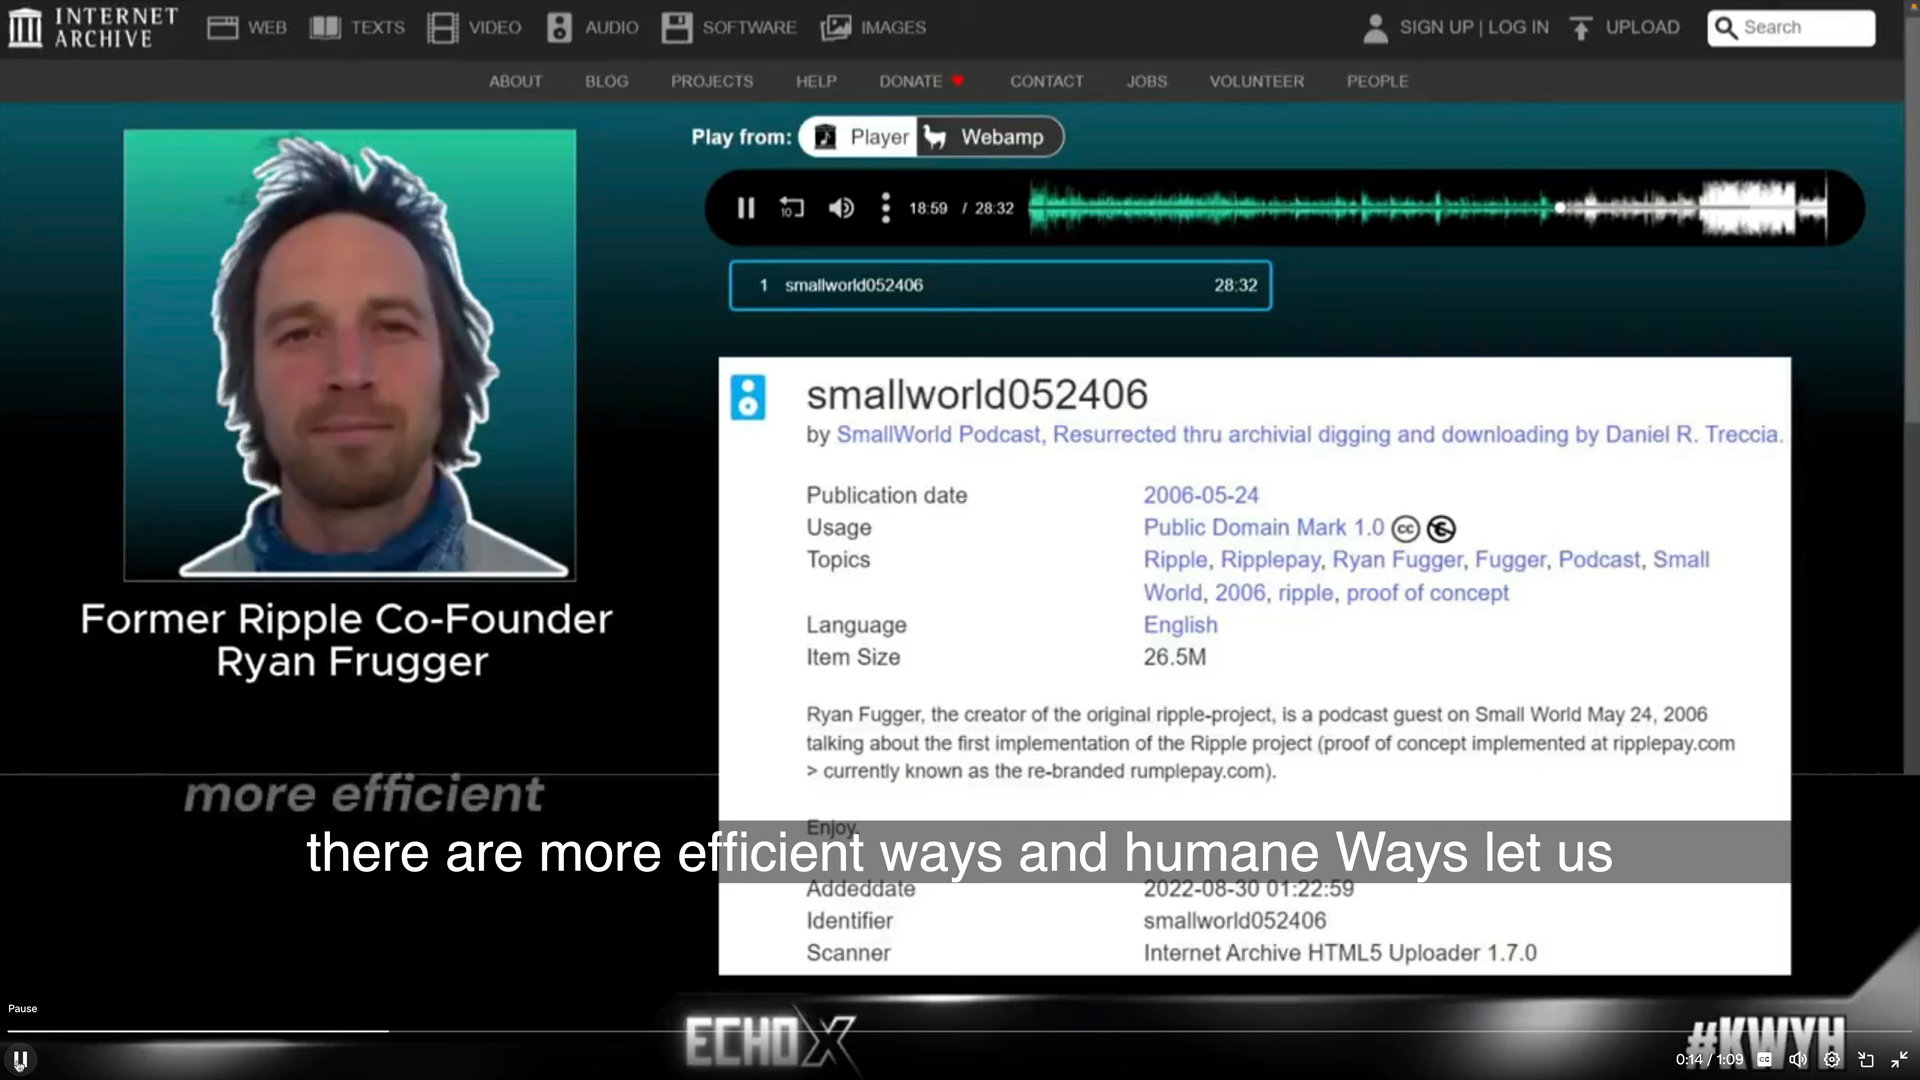 INTERNET
ARCHIVE
WEB
TEXTS
VIDEO
AUDIO
SOFTWARE
IMAGES
SIGN UP | LOG IN
UPLOAD
Search
ABOUT
BLOG
PROJECTS
HELP
DONATE
CONTACT
JOBS
VOLUNTEER
PEOPLE
Play from:
Player
Webamp
10
18:59 / 28:32
1 smallworld052406 28:32
smallworld052406
by SmallWorld Podcast, Resurrected thru archivial digging and downloading by Daniel R. Treccia.
Publication date 2006-05-24
Usage Public Domain Mark 1.0
Topics Ripple, Ripplepay, Ryan Fugger, Fugger, Podcast, Small
World, 2006, ripple, proof of concept
Language English
Item Size 26.5M
Former Ripple Co-Founder
Ryan Frugger
Ryan Fugger, the creator of the original ripple-project, is a podcast guest on Small World May 24, 2006
talking about the first implementation of the Ripple project (proof of concept implemented at ripplepay.com
> currently known as the re-branded rumplepay.com).
more efficient
Enjoy.
there are more efficient ways and humane Ways let us
Addeddate 2022-08-30 01:22:59
Identifier smallworld052406
Scanner Internet Archive HTML5 Uploader 1.7.0
Pause
ECHO X
#KWYH
0:14 / 1:09